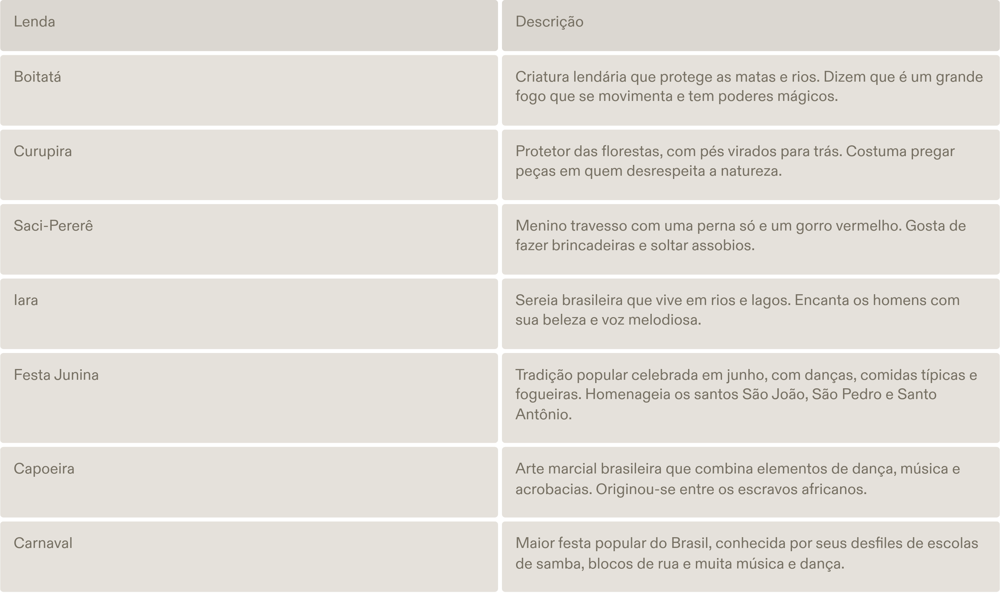 Lenda
Descrição
Boitatá
Criatura lendária que protege as matas e rios. Dizem que é um grande
fogo que se movimenta e tem poderes mágicos.
Curupira
Protetor das florestas, com pés virados para trás. Costuma pregar
peças em quem desrespeita a natureza.
Saci-Pererê
Menino travesso com uma perna só e um gorro vermelho. Gosta de
fazer brincadeiras e soltar assobios.
Iara
Sereia brasileira que vive em rios e lagos. Encanta os homens com
sua beleza e voz melodiosa.
Festa Junina
Tradição popular celebrada em junho, com danças, comidas típicas e
fogueiras. Homenageia os santos São João, São Pedro e Santo
Antônio.
Capoeira
Arte marcial brasileira que combina elementos de dança, música e
acrobacias. Originou-se entre os escravos africanos.
Carnaval
Maior festa popular do Brasil, conhecida por seus desfiles de escolas
de samba, blocos de rua e muita música e dança.